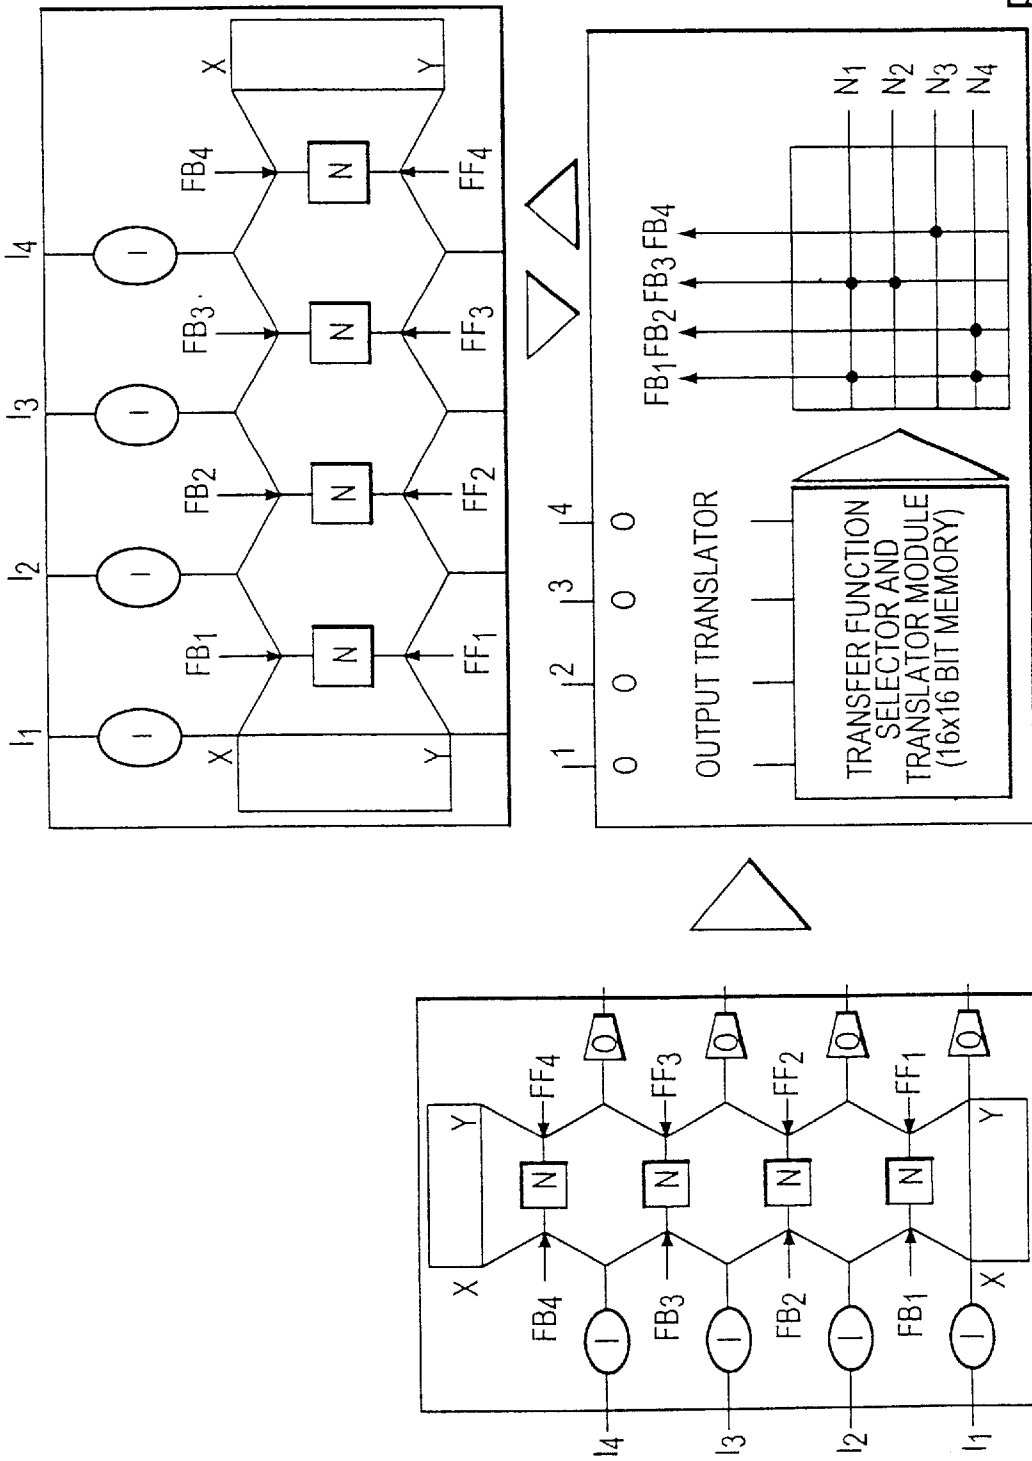 I4
I3
I2
I1
I
I
I
I
FB4
FB3
FB2
FB1
X
Y
N
N
N
N
X
Y
FF4
FF3
FF2
FF1
O
O
O
O
I1
I2
I3
I4
I
I
I
I
X
FB1
FB2
FB3
FB4
X
N
N
N
N
Y
FF1
FF2
FF3
FF4
Y
1 2 3 4
O O O O
OUTPUT TRANSLATOR
TRANSFER FUNCTION
SELECTOR AND
TRANSLATOR MODULE
(16x16 BIT MEMORY)
FB1 FB2 FB3 FB4
N1
N2
N3
N4